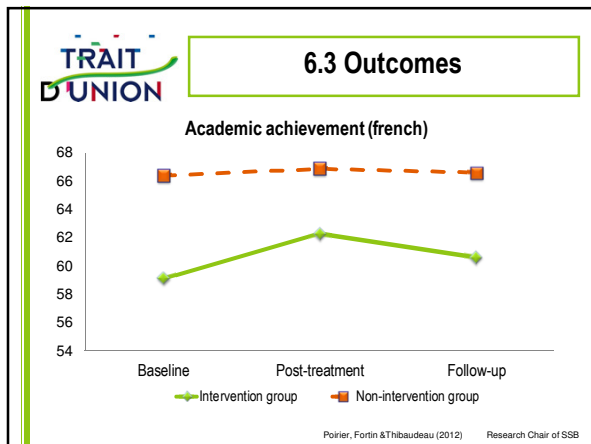 TRAIT
D'UNION
6.3 Outcomes
Academic achievement (french)
68
66
64
62
60
58
56
54
Baseline Post-treatment Follow-up
Intervention group Non-intervention group
Poirier, Fortin &Thibaudeau (2012) Research Chair of SSB